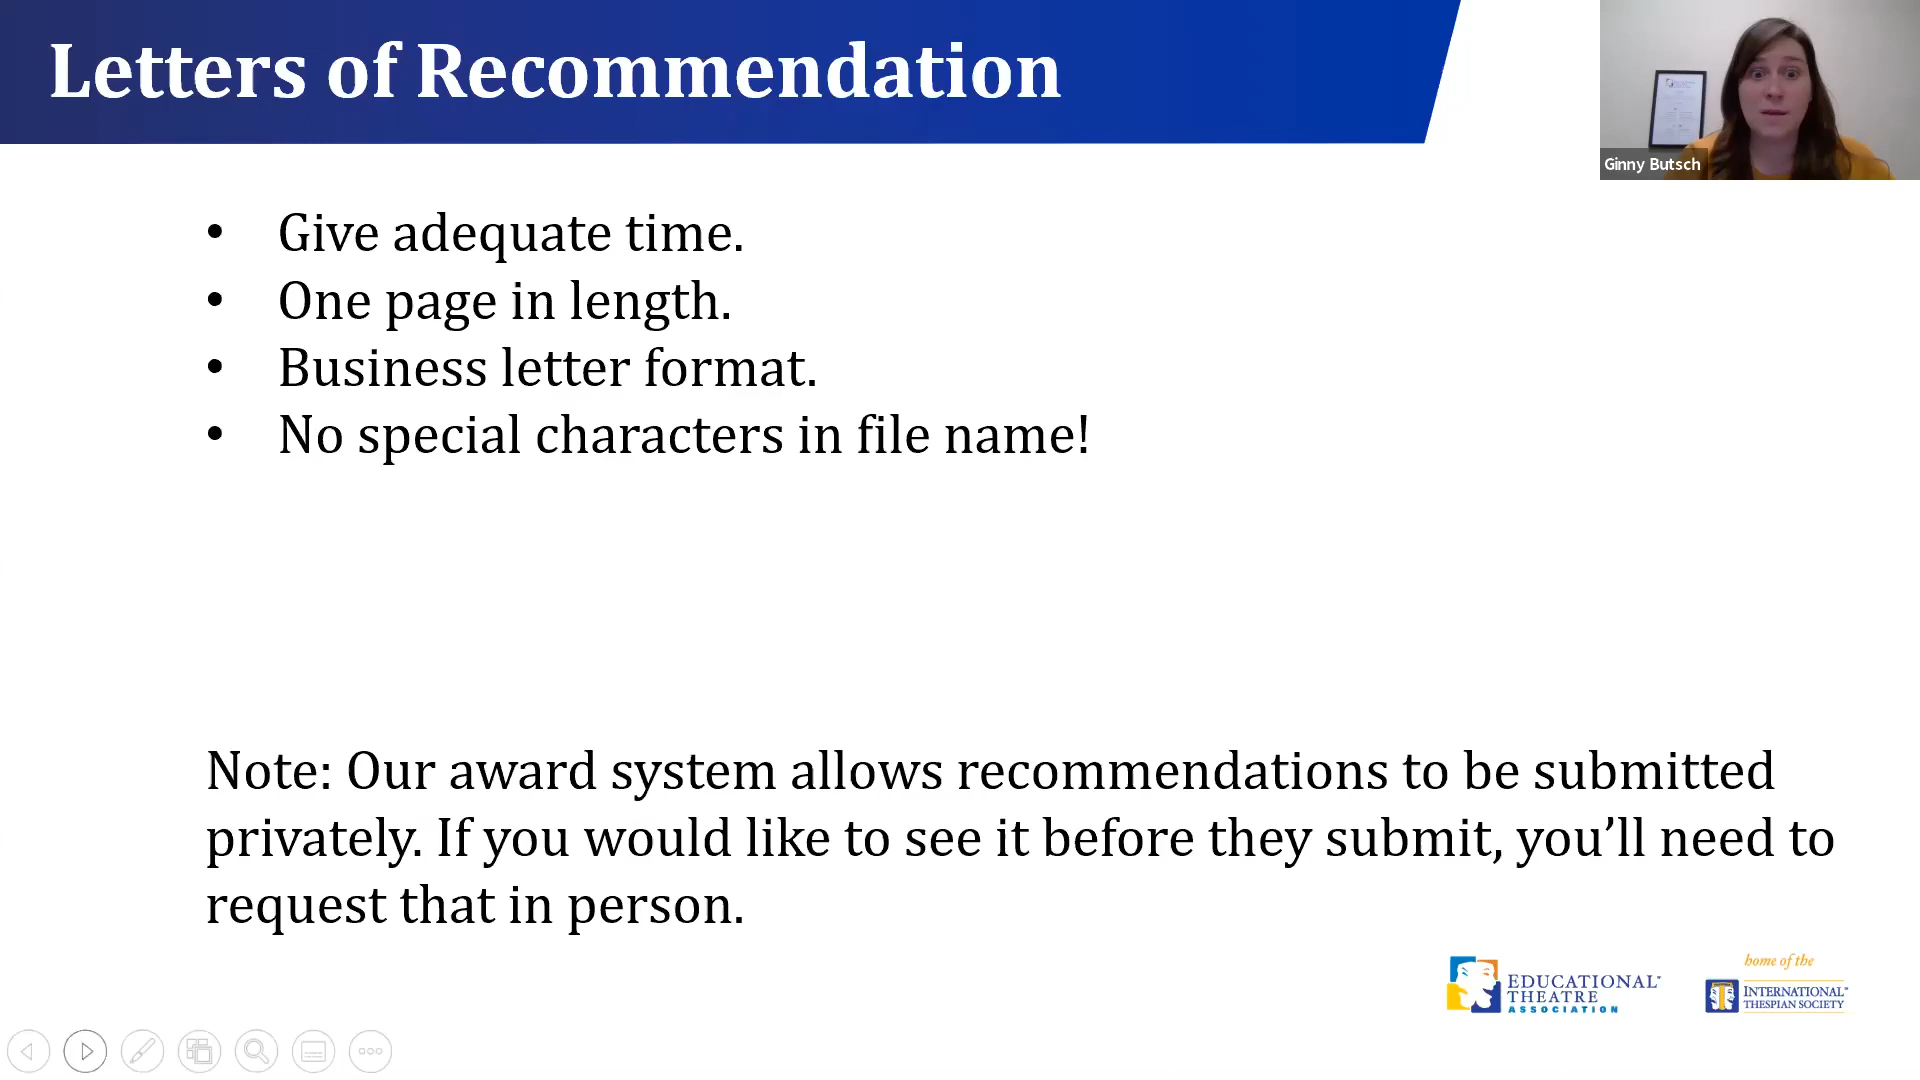 Letters of Recommendation
Ginny Butsch
• Give adequate time.
• One page in length.
• Business letter format.
• No special characters in file name!
Note: Our award system allows recommendations to be submitted
privately. If you would like to see it before they submit, you’ll need to
request that in person.
EDUCATIONAL
THEATRE
ASSOCIATION
home of the
INTERNATIONAL
THESPIAN SOCIETY